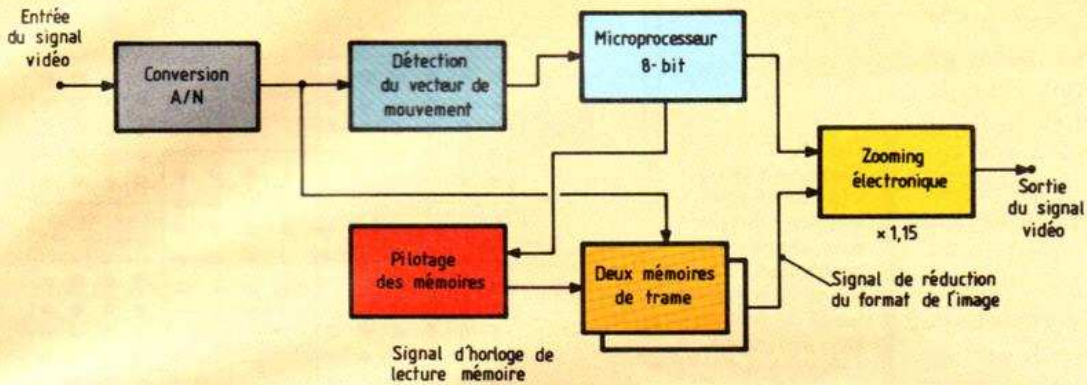 Entrée
du signal
vidéo
Conversion
A/N
Détection
du vecteur de
mouvement
Microprocesseur
8-bit
Zooming
électronique
× 1,15
Sortie
du signal
vidéo
Pilotage
des mémoires
Deux mémoires
de trame
Signal de réduction
du format de l'image
Signal d'horloge de
lecture mémoire